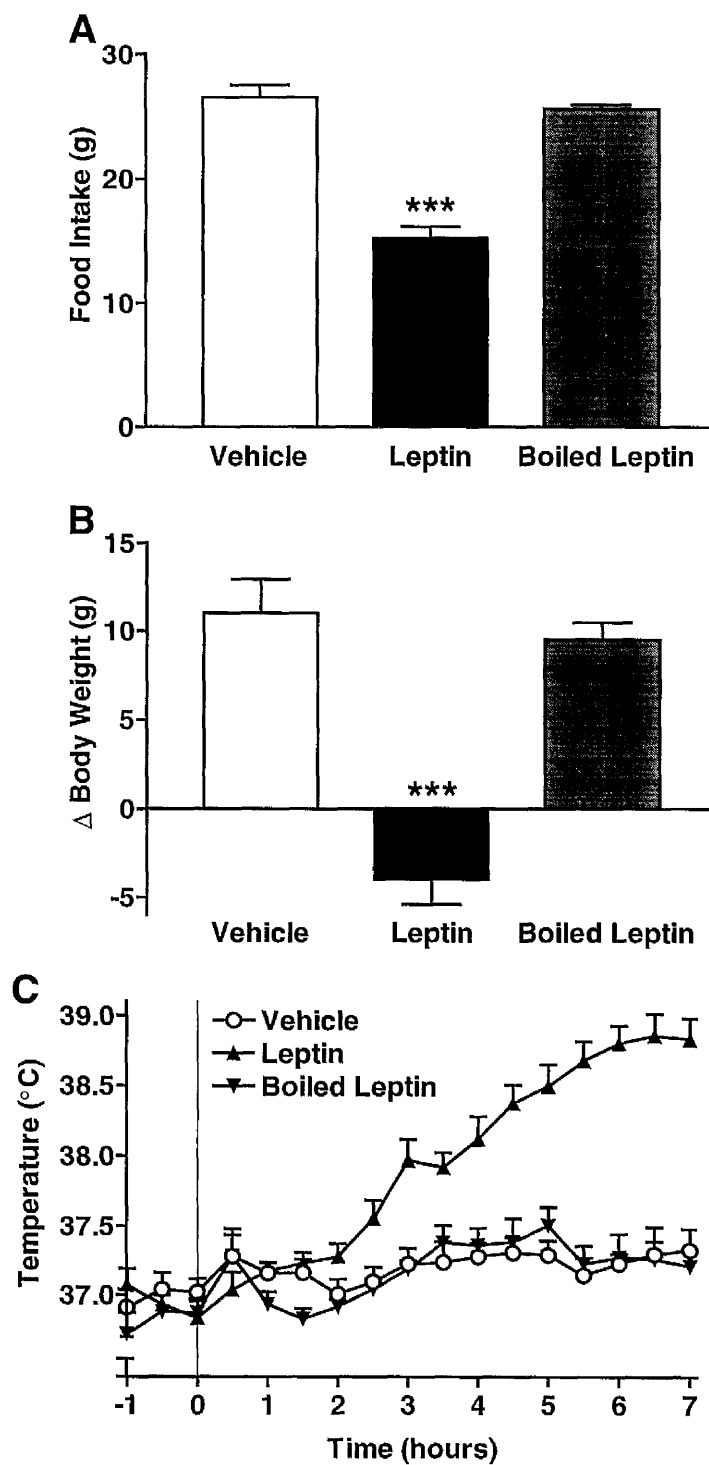 A
30
20
10
0
Food Intake (g)
***
Vehicle Leptin Boiled Leptin
B
15
10
5
0
-5
Δ Body Weight (g)
***
Vehicle Leptin Boiled Leptin
C
39.0
38.5
38.0
37.5
37.0
Temperature (°C)
Vehicle
Leptin
Boiled Leptin
-1 0 1 2 3 4 5 6 7
Time (hours)